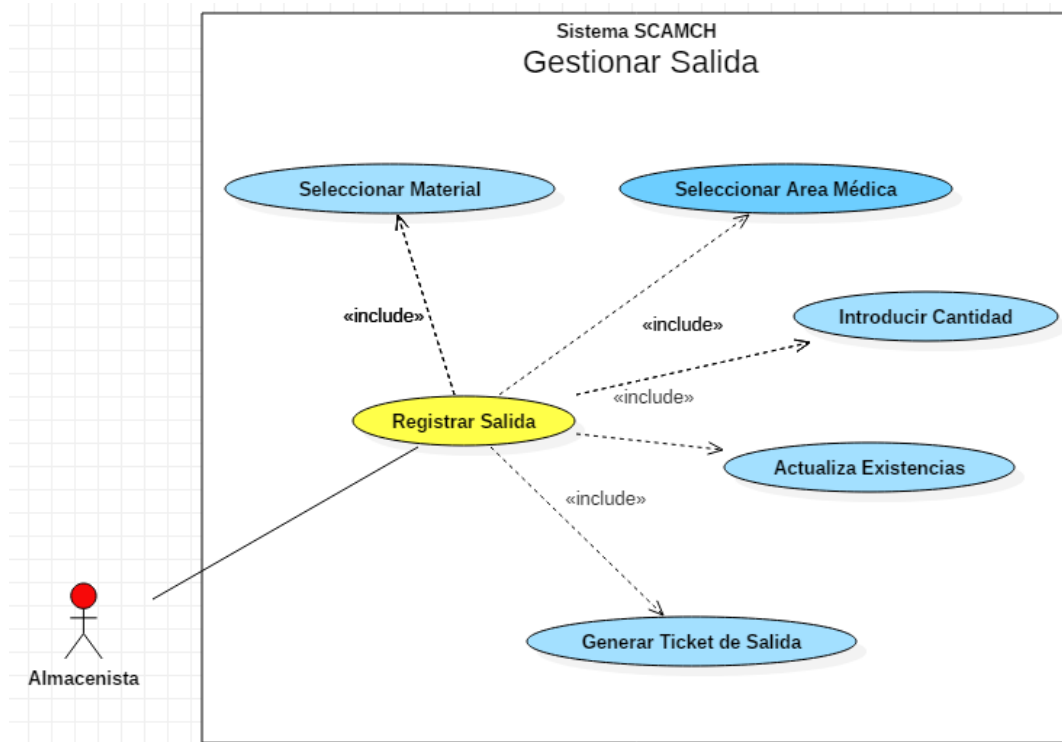 Sistema SCAMCH
Gestionar Salida
Seleccionar Material
Seleccionar Area Médica
Introducir Cantidad
«include»
«include»
«include»
Registrar Salida
Actualiza Existencias
«include»
Generar Ticket de Salida
Almacenista